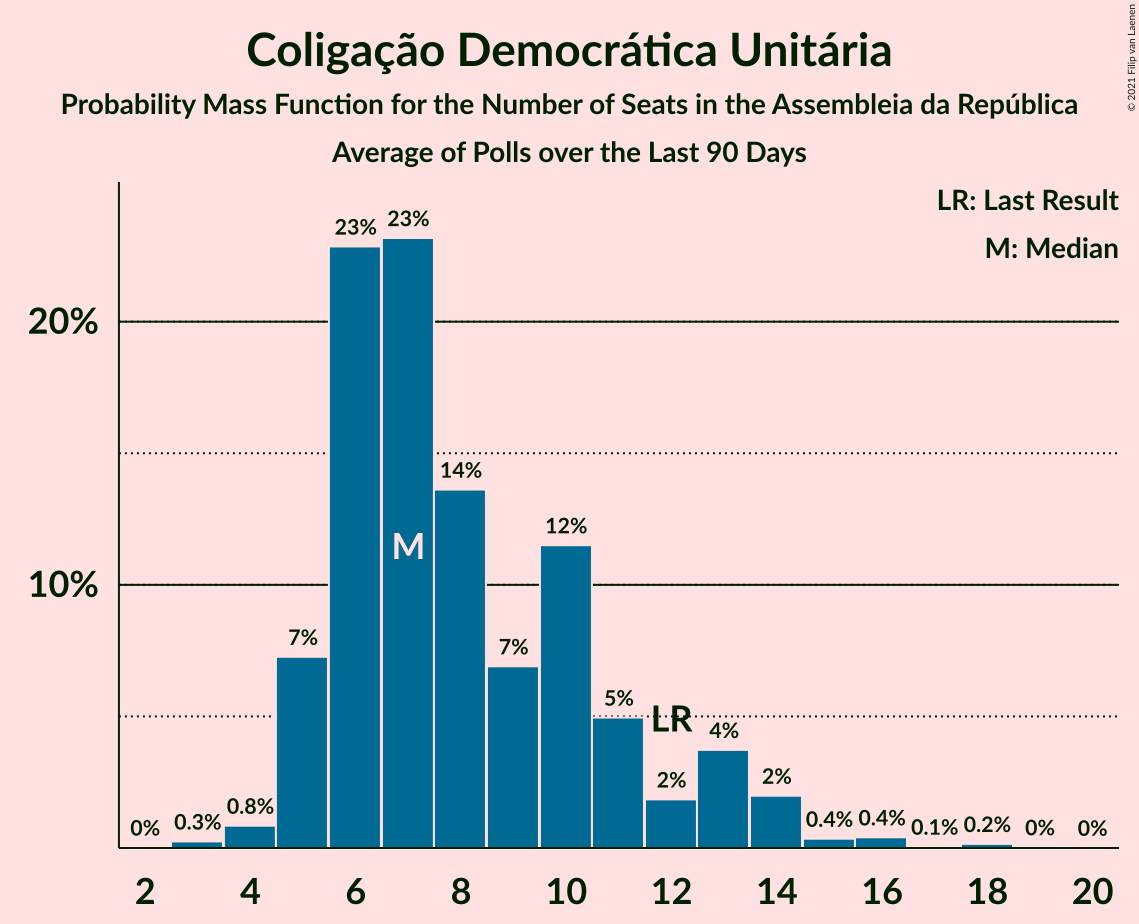 Coligação Democrática Unitária
Probability Mass Function for the Number of Seats in the Assembleia da República
Average of Polls over the Last 90 Days
© 2021 Filip van Laenen
LR: Last Result
M: Median
20%
10%
0%
0.3%
0.8%
7%
23%
23%
14%
7%
12%
5%
2%
4%
2%
0.4%
0.4%
0.1%
0.2%
0%
0%
M
LR
2 4 6 8 10 12 14 16 18 20